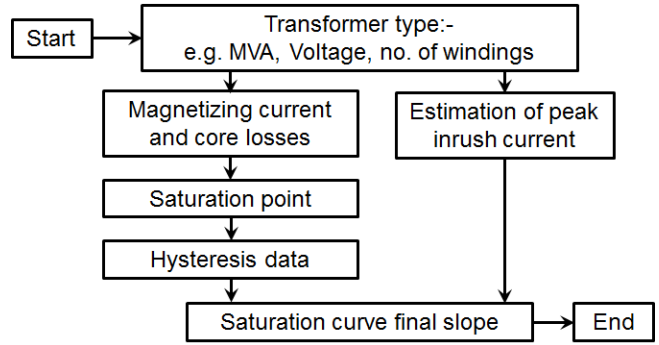 Start
Transformer type:-
e.g. MVA, Voltage, no. of windings
Magnetizing current
and core losses
Estimation of peak
inrush current
Saturation point
Hysteresis data
Saturation curve final slope
End